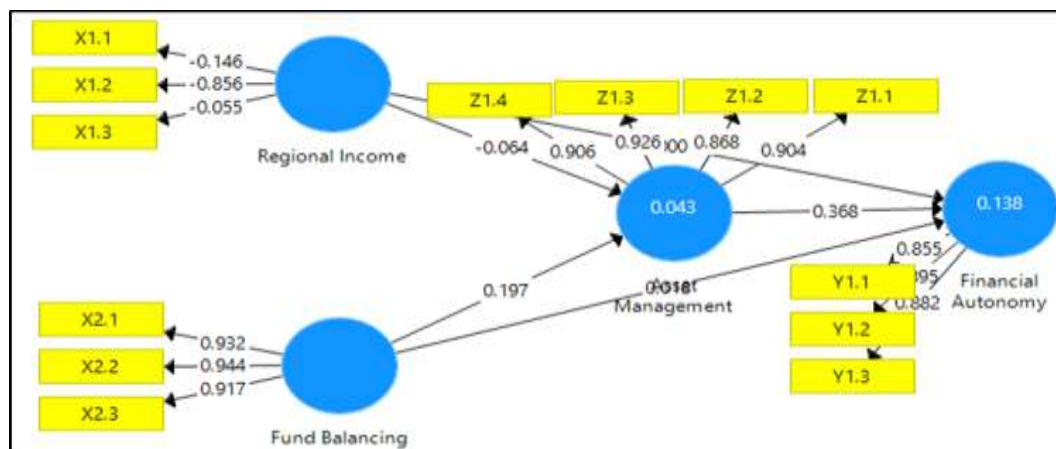 X1.1
X1.2
X1.3
-0.146
-0.856
-0.055
Regional Income
Z1.4
Z1.3
Z1.2
Z1.1
-0.064
0.906
0.926
0.868
0.904
0.043
Asset
Management
0.368
0.138
Financial
Autonomy
0.855
0.882
Y1.1
Y1.2
Y1.3
0.197
X2.1
X2.2
X2.3
0.932
0.944
0.917
Fund Balancing